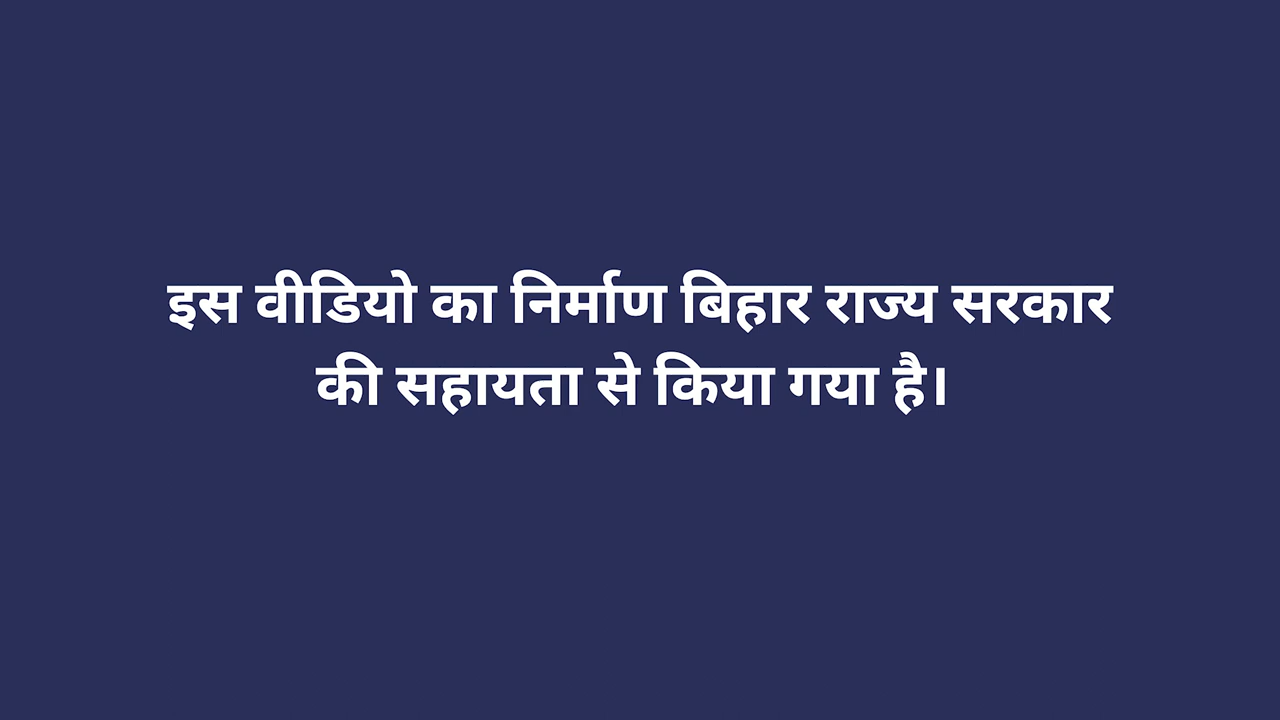 इस वीडियो का निर्माण बिहार राज्य सरकार
की सहायता से किया गया है।